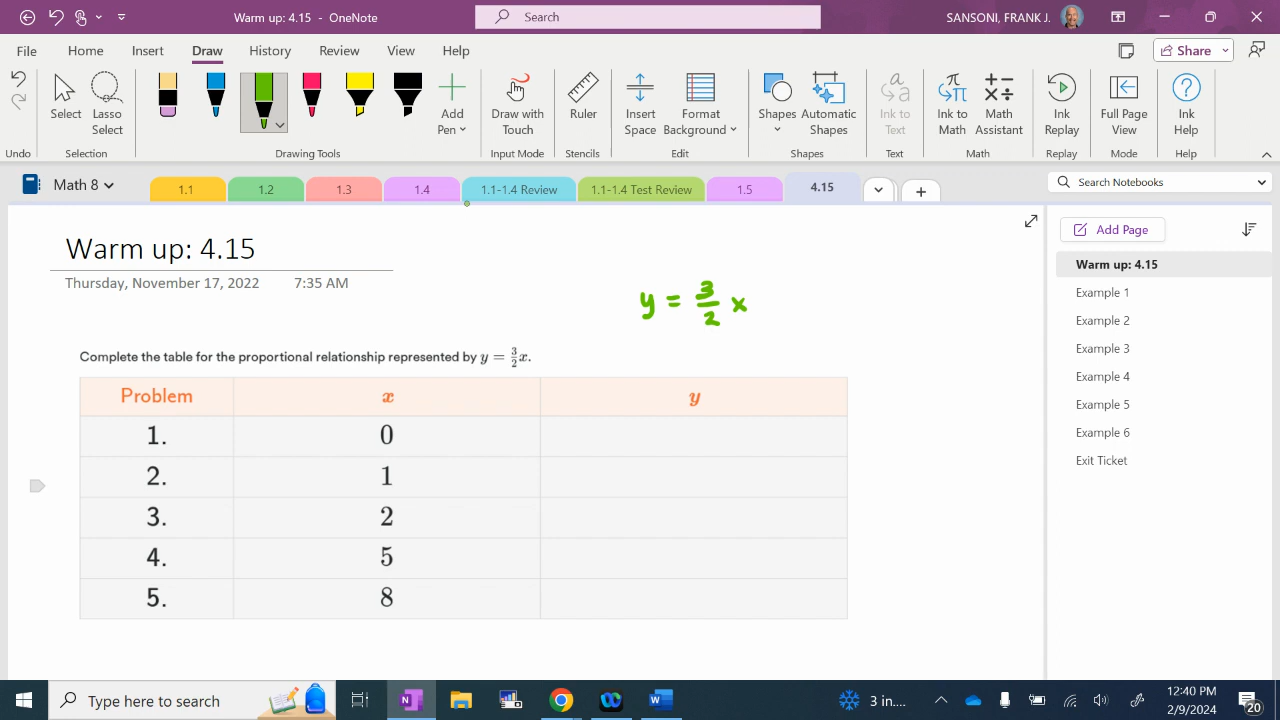 Warm up: 4.15 - OneNote
Search
SANSONI, FRANK J.
File Home Insert Draw History Review View Help
Share
Undo
Select
Lasso Select
Selection
Add Pen
Drawing Tools
Draw with Touch
Input Mode
Ruler
Stencils
Insert Space
Format Background
Edit
Shapes
Automatic Shapes
Shapes
Ink to Text
Text
Ink to Math
Math Assistant
Math
Ink Replay
Replay
Full Page View
Mode
Ink Help
Help
Math 8
1.1 1.2 1.3 1.4 1.1-1.4 Review 1.1-1.4 Test Review 1.5 4.15
Search Notebooks
Warm up: 4.15
Thursday, November 17, 2022 7:35 AM
y = 3/2 x
Complete the table for the proportional relationship represented by y = 3/2 x.
Problem x y
1. 0
2. 1
3. 2
4. 5
5. 8
Add Page
Warm up: 4.15
Example 1
Example 2
Example 3
Example 4
Example 5
Example 6
Exit Ticket
Type here to search
3 in...
12:40 PM
2/9/2024
20